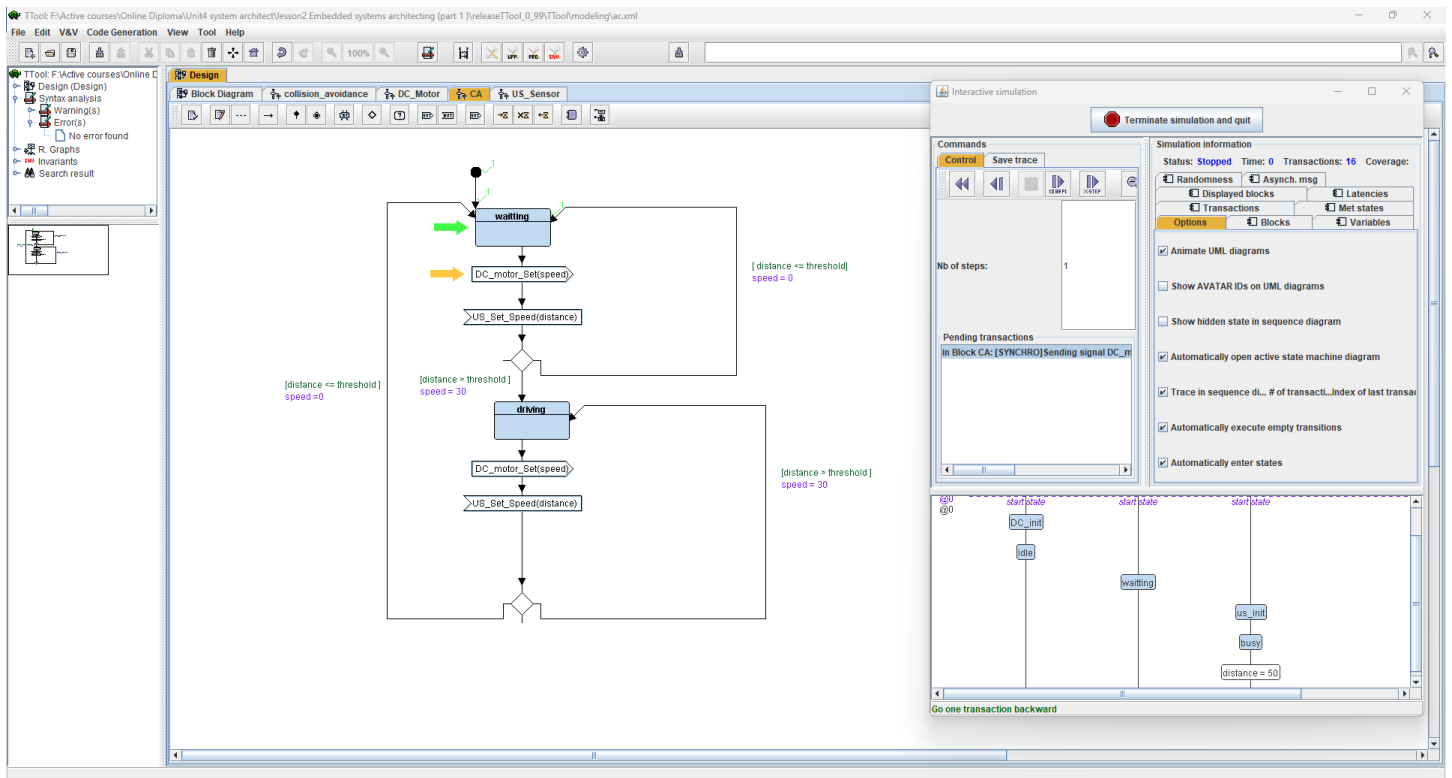 TTool: F:\Active courses\Online Diploma\Unit4 system architect\lesson2 Embedded systems architecting (part 1 )\releaseTTool_0_99\TTool\modeling\ac.xml
File Edit V&V Code Generation View Tool Help
100%
UPP. PRO. INV.
TTool: F:\Active courses\Online D
Design (Design)
Syntax analysis
Warning(s)
Error(s)
No error found
R. Graphs
INV Invariants
Search result
Design
Block Diagram collision_avoidance DC_Motor CA US_Sensor
1
1
1
waitting
DC_motor_Set(speed)
US_Set_Speed(distance)
[ distance <= threshold]
speed = 0
[distance <= threshold ]
speed =0
[distance > threshold ]
speed = 30
driving
DC_motor_Set(speed)
US_Set_Speed(distance)
[distance > threshold ]
speed = 30
Interactive simulation
Terminate simulation and quit
Commands
Control Save trace
X-STEP
Nb of steps:
1
Pending transactions
in Block CA: [SYNCHRO]Sending signal DC_m
Simulation information
Status: Stopped Time: 0 Transactions: 16 Coverage:
Randomness Asynch. msg
Displayed blocks Latencies
Transactions Met states
Options Blocks Variables
Animate UML diagrams
Show AVATAR IDs on UML diagrams
Show hidden state in sequence diagram
Automatically open active state machine diagram
Trace in sequence di... # of transacti...Index of last transac
Automatically execute empty transitions
Automatically enter states
@0 start state start state start state
@0
DC_init
idle
waitting
us_init
busy
distance = 50
Go one transaction backward